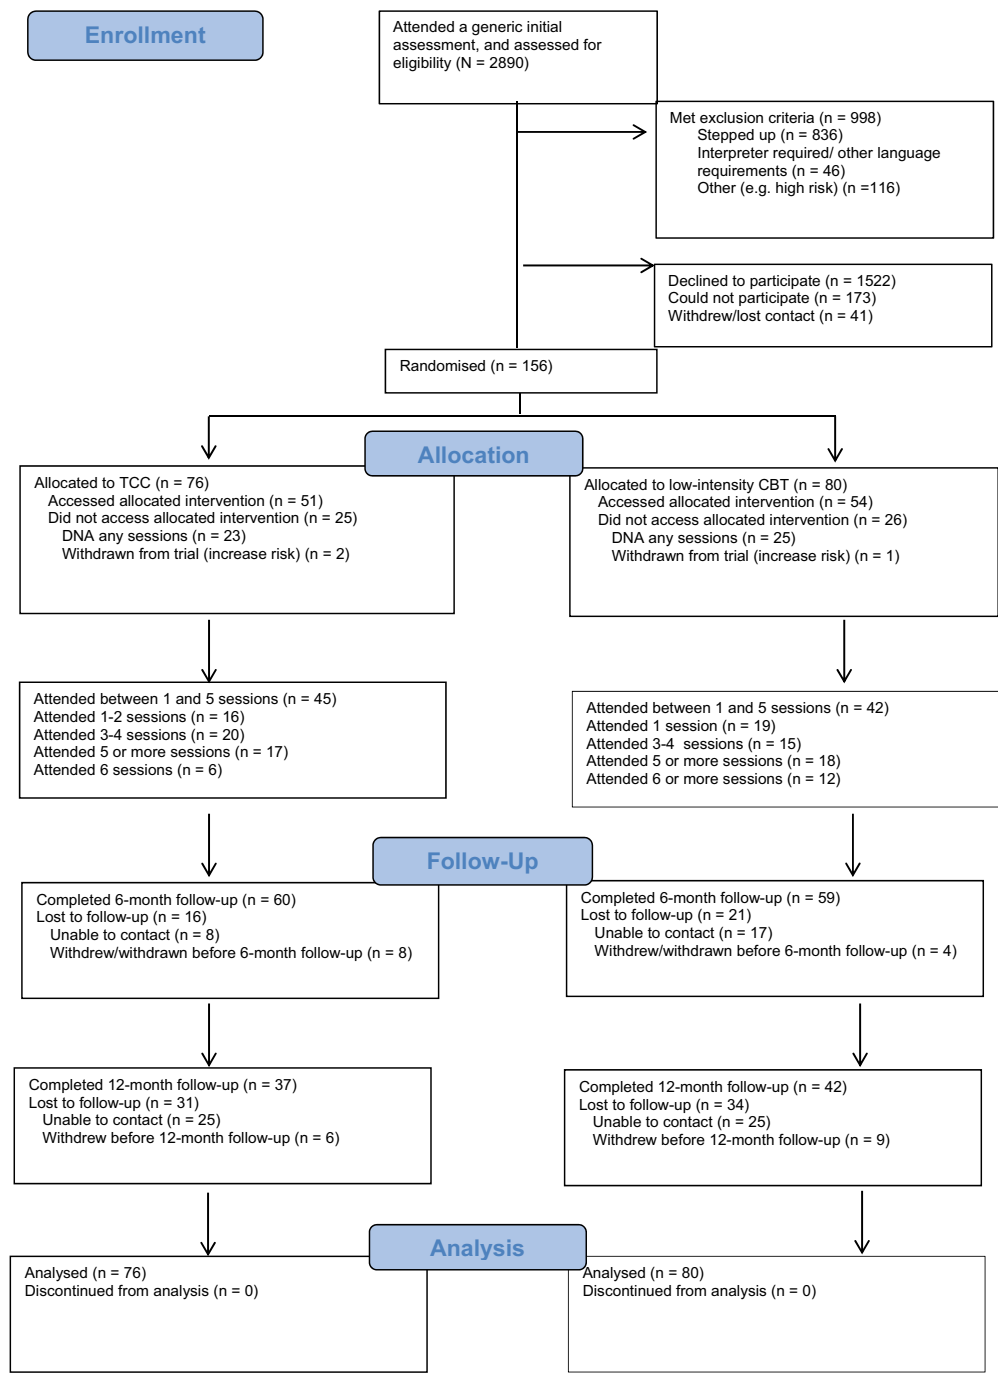 Enrollment
Attended a generic initial
assessment, and assessed for
eligibility (N = 2890)
Met exclusion criteria (n = 998)
Stepped up (n = 836)
Interpreter required/ other language
requirements (n = 46)
Other (e.g. high risk) (n =116)
Declined to participate (n = 1522)
Could not participate (n = 173)
Withdrew/lost contact (n = 41)
Randomised (n = 156)
Allocation
Allocated to TCC (n = 76)
Accessed allocated intervention (n = 51)
Did not access allocated intervention (n = 25)
DNA any sessions (n = 23)
Withdrawn from trial (increase risk) (n = 2)
Allocated to low-intensity CBT (n = 80)
Accessed allocated intervention (n = 54)
Did not access allocated intervention (n = 26)
DNA any sessions (n = 25)
Withdrawn from trial (increase risk) (n = 1)
Attended between 1 and 5 sessions (n = 45)
Attended 1-2 sessions (n = 16)
Attended 3-4 sessions (n = 20)
Attended 5 or more sessions (n = 17)
Attended 6 sessions (n = 6)
Attended between 1 and 5 sessions (n = 42)
Attended 1 session (n = 19)
Attended 3-4 sessions (n = 15)
Attended 5 or more sessions (n = 18)
Attended 6 or more sessions (n = 12)
Follow-Up
Completed 6-month follow-up (n = 60)
Lost to follow-up (n = 16)
Unable to contact (n = 8)
Withdrew/withdrawn before 6-month follow-up (n = 8)
Completed 6-month follow-up (n = 59)
Lost to follow-up (n = 21)
Unable to contact (n = 17)
Withdrew/withdrawn before 6-month follow-up (n = 4)
Completed 12-month follow-up (n = 37)
Lost to follow-up (n = 31)
Unable to contact (n = 25)
Withdrew before 12-month follow-up (n = 6)
Completed 12-month follow-up (n = 42)
Lost to follow-up (n = 34)
Unable to contact (n = 25)
Withdrew before 12-month follow-up (n = 9)
Analysis
Analysed (n = 76)
Discontinued from analysis (n = 0)
Analysed (n = 80)
Discontinued from analysis (n = 0)